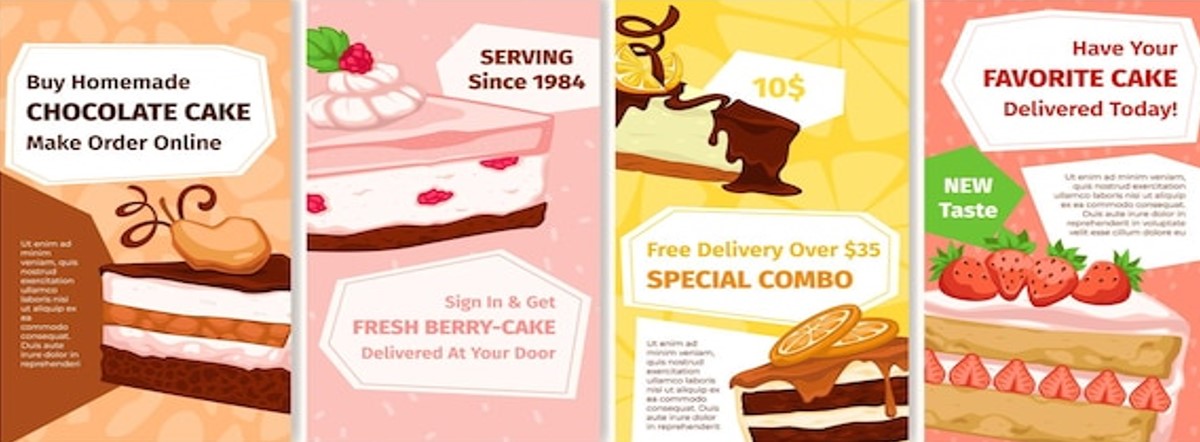 Buy Homemade
CHOCOLATE CAKE
Make Order Online
Ut enim ad
minim
veniam, quis
nostrud
exercitation
ullamco
laboris nisi
ut aliquip ex
ea
commodo
consequat.
Duis aute
irure dolor in
reprehenderi
SERVING
Since 1984
Sign In & Get
FRESH BERRY-CAKE
Delivered At Your Door
10$
Free Delivery Over $35
SPECIAL COMBO
Ut enim ad
minim veniam,
quis nostrud
exercitation
ullamco laboris
nisi ut aliquip
ex ea commodo
consequat. Duis
aute irure dolor
in reprehenderit
Have Your
FAVORITE CAKE
Delivered Today!
NEW
Taste
Ut enim ad minim veniam,
quis nostrud exercitation
ullamco laboris nisi ut aliquip
ex ea commodo consequat.
Duis aute irure dolor in
reprehenderit in voluptate
velit esse cillum dolore eu